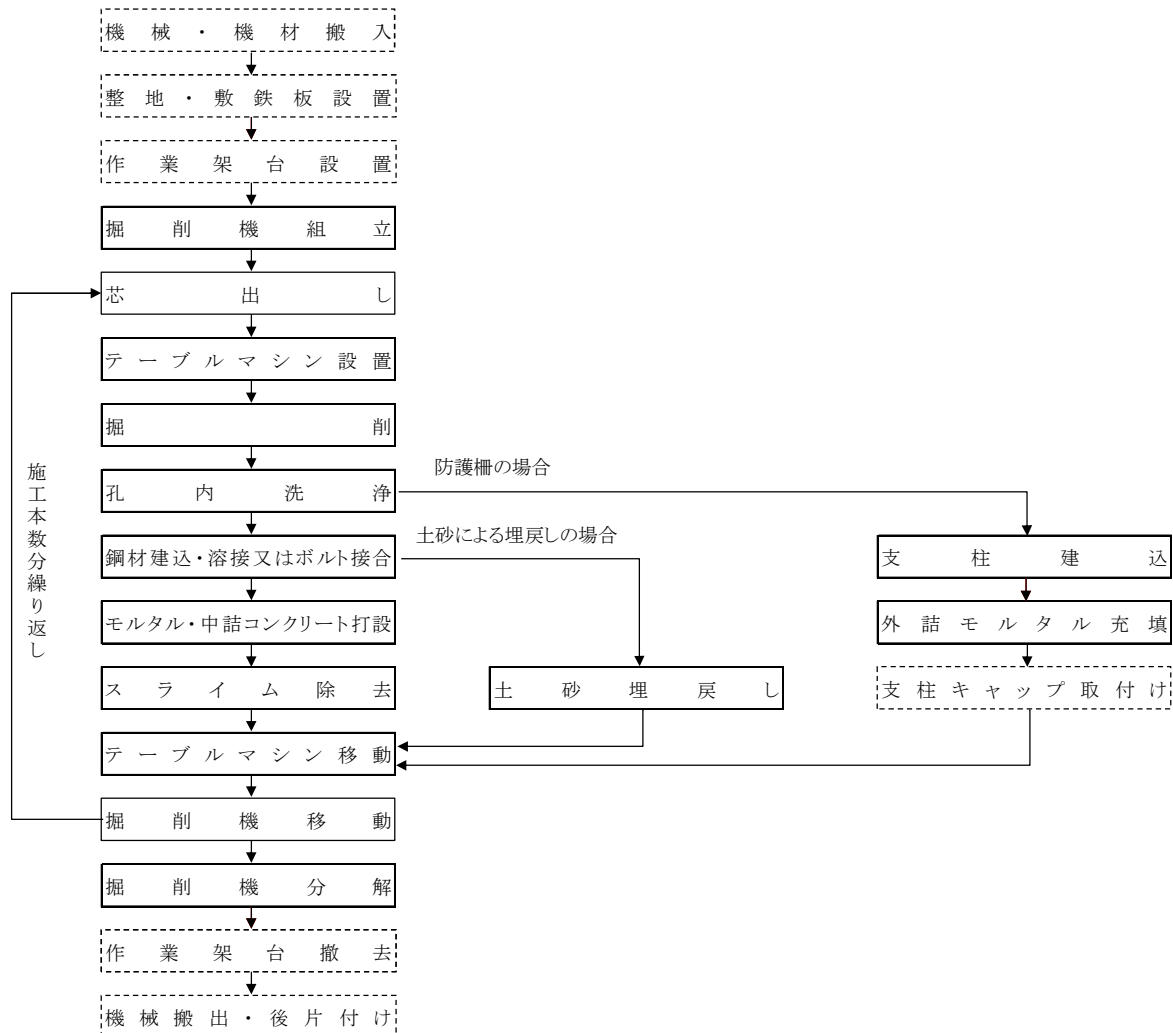 機械・機材搬入
整地・敷鉄板設置
作業架台設置
掘削機組立
芯出し
テーブルマシン設置
掘削
防護柵の場合
孔内洗浄
土砂による埋戻しの場合
鋼材建込・溶接又はボルト接合
支柱建込
モルタル・中詰コンクリート打設
外詰モルタル充填
スライム除去
土砂埋戻し
支柱キャップ取付け
テーブルマシン移動
掘削機移動
施工本数分繰り返し
掘削機分解
作業架台撤去
機械搬出・後片付け